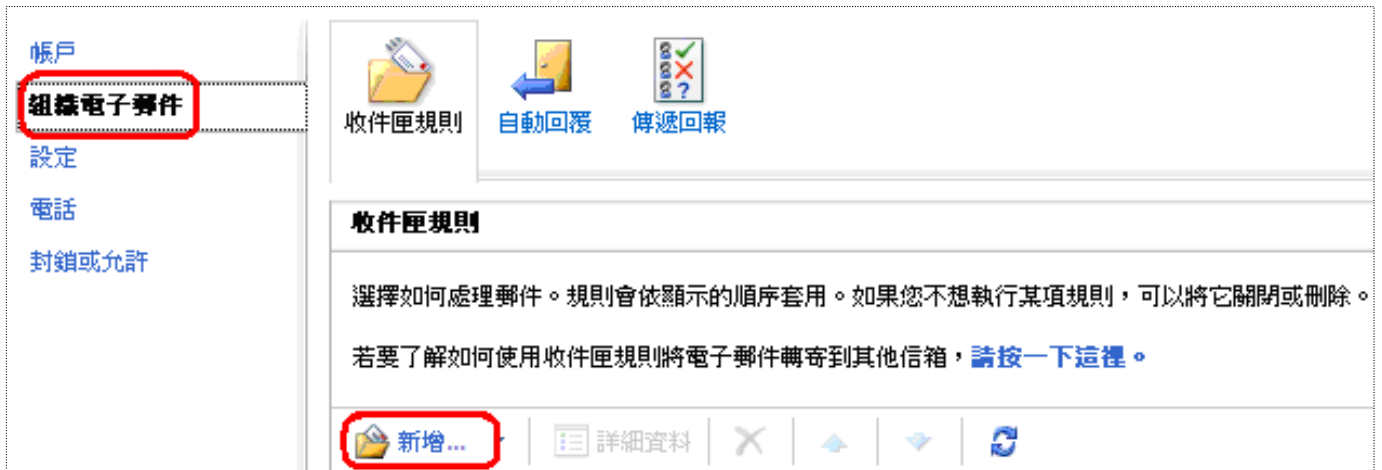 帳戶
組織電子郵件
設定
電話
封鎖或允許
收件匣規則
自動回覆
傳遞回報
收件匣規則
選擇如何處理郵件。規則會依顯示的順序套用。如果您不想執行某項規則，可以將它關閉或刪除。
若要了解如何使用收件匣規則將電子郵件轉寄到其他信箱，請按一下這裡。
新增...
詳細資料